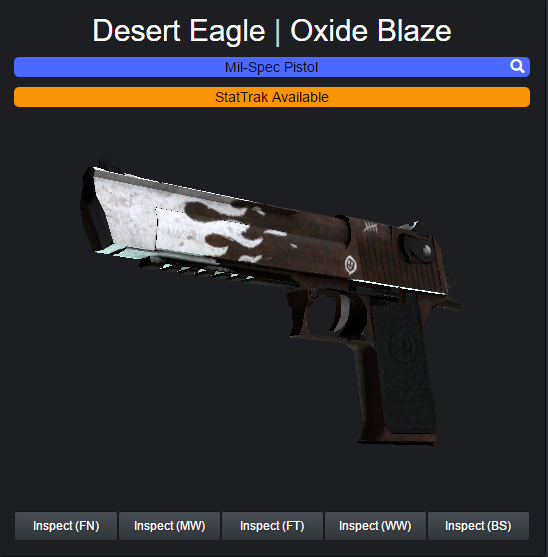 Desert Eagle | Oxide Blaze
Mil-Spec Pistol
StatTrak Available
Inspect (FN)
Inspect (MW)
Inspect (FT)
Inspect (WW)
Inspect (BS)